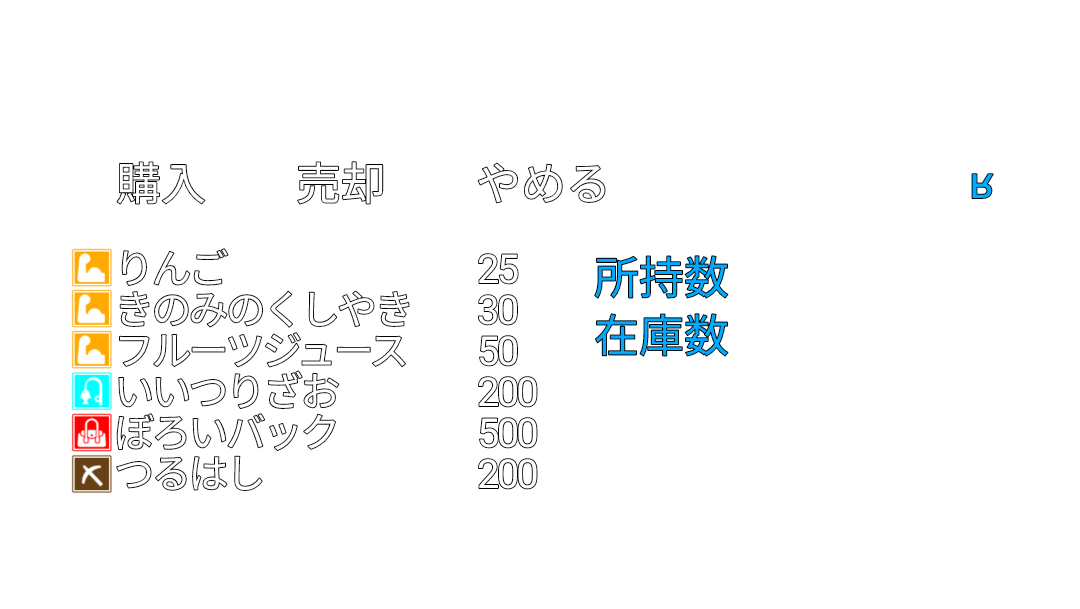 購入 売却 やめる
りんご 25 所持数
きのみのくしやき 30
フルーツジュース 50 在庫数
いいつりざお 200
ぼろいバック 500
つるはし 200